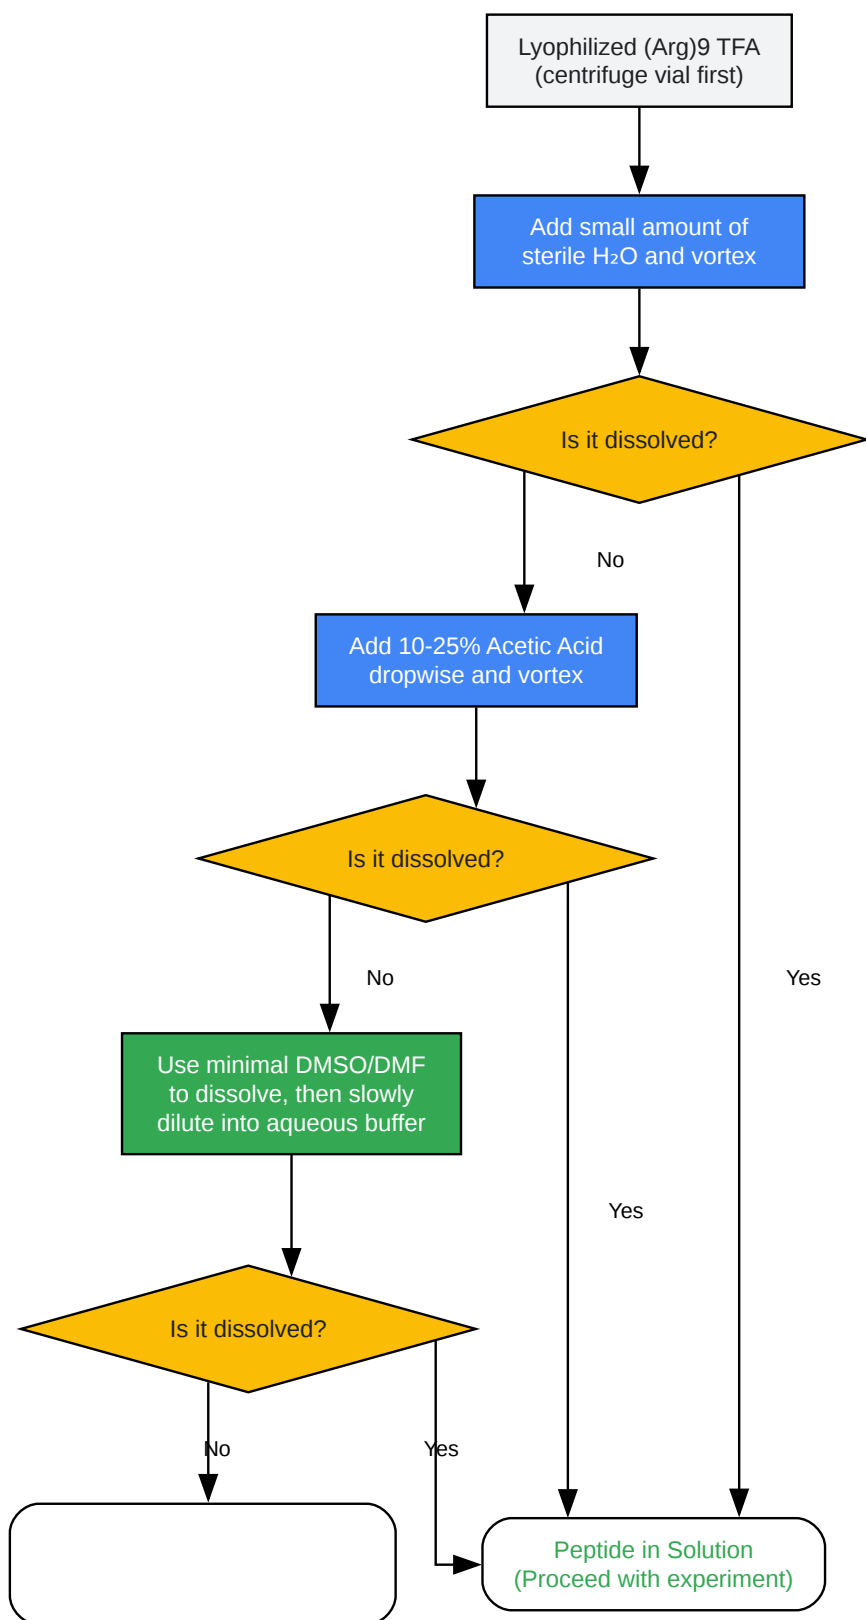 Lyophilized (Arg)9 TFA
(centrifuge vial first)
Add small amount of
sterile H₂O and vortex
Is it dissolved?
No
Add 10-25% Acetic Acid
dropwise and vortex
Is it dissolved?
No
Yes
Use minimal DMSO/DMF
to dissolve, then slowly
dilute into aqueous buffer
Yes
Is it dissolved?
No
Yes
Peptide in Solution
(Proceed with experiment)